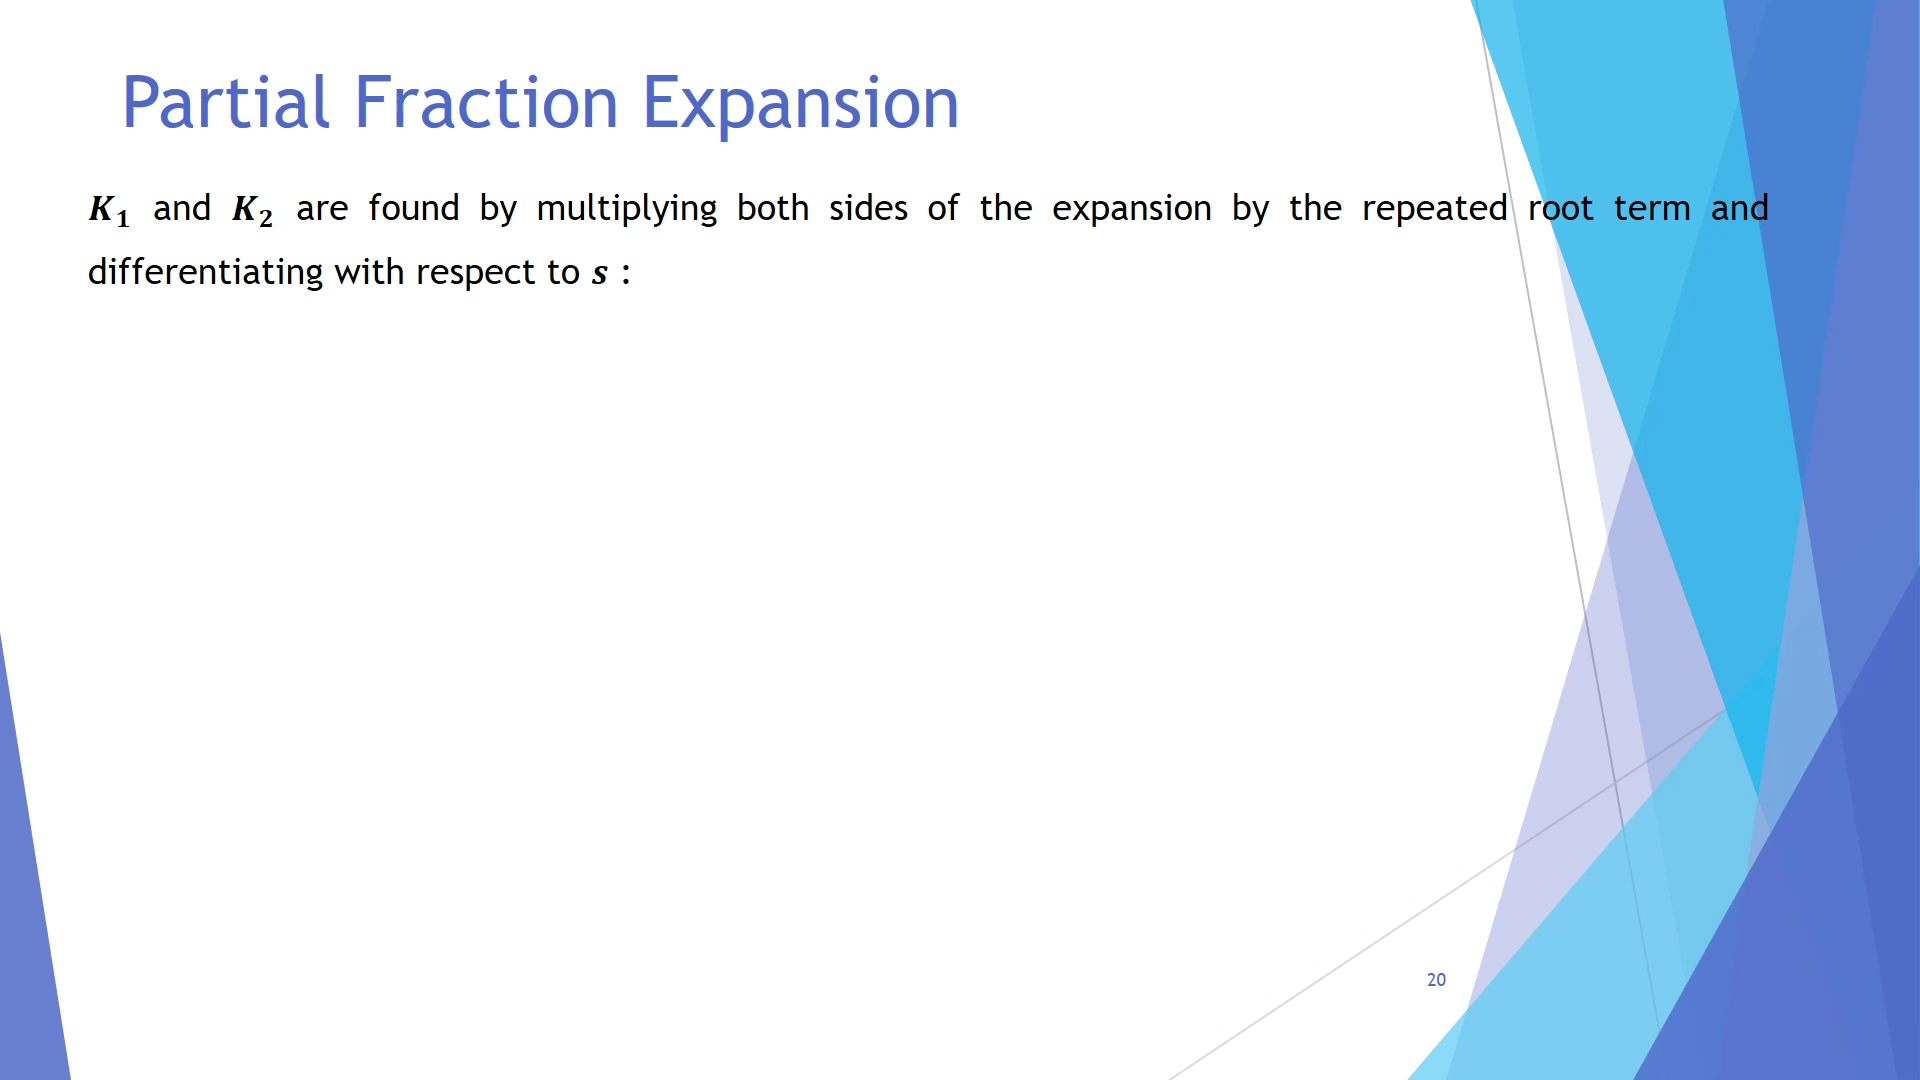 Partial Fraction Expansion
K₁ and K₂ are found by multiplying both sides of the expansion by the repeated root term and
differentiating with respect to s :
20